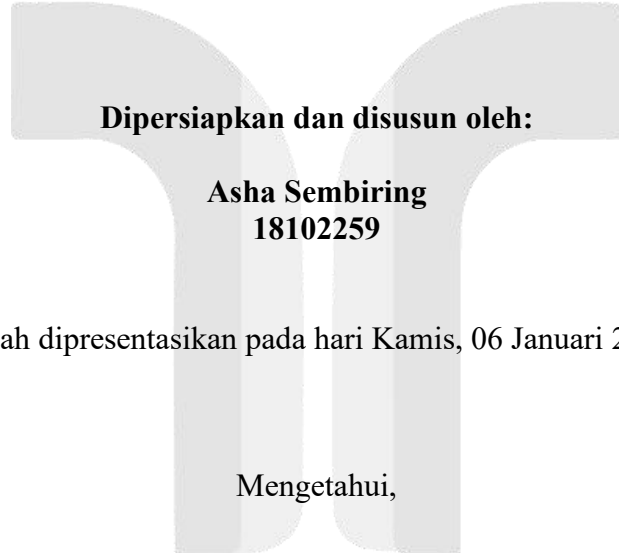 Dipersiapkan dan disusun oleh:
Asha Sembiring
18102259
dipresentasikan pada hari Kamis, 06 Januari
Mengetahui,